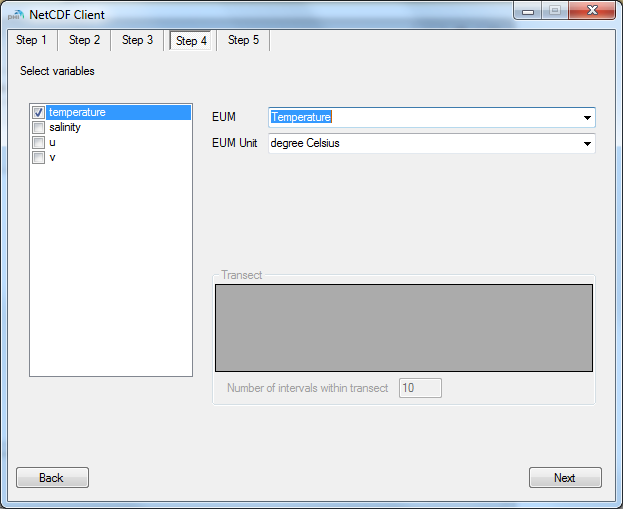 DHI NetCDF Client
Step 1 Step 2 Step 3 Step 4 Step 5
Select variables
temperature
salinity
u
v
EUM Temperature
EUM Unit degree Celsius
Transect
Number of intervals within transect 10
Back Next